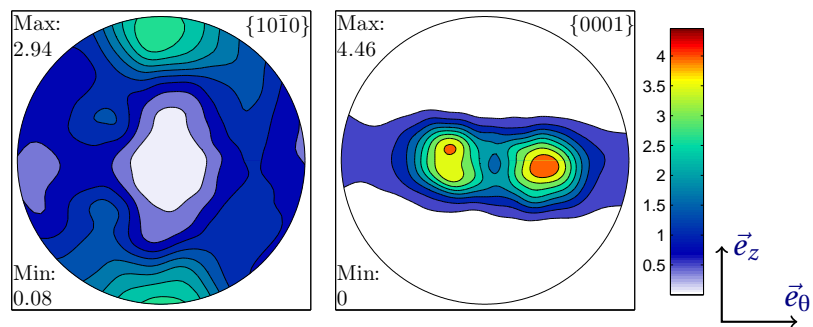 Max:
2.94
{101̄0}
Min:
0.08
Max:
4.46
{0001}
Min:
0
4
3.5
3
2.5
2
1.5
1
0.5
e⃗z
e⃗θ